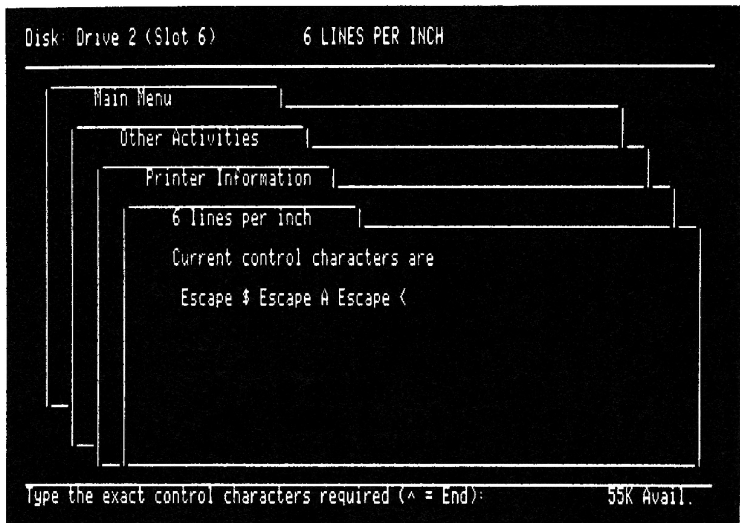 Disk: Drive 2 (Slot 6) 6 LINES PER INCH
Main Menu
Other Activities
Printer Information
6 lines per inch
Current control characters are
Escape $ Escape A Escape <
Type the exact control characters required (^ = End): 55K Avail.